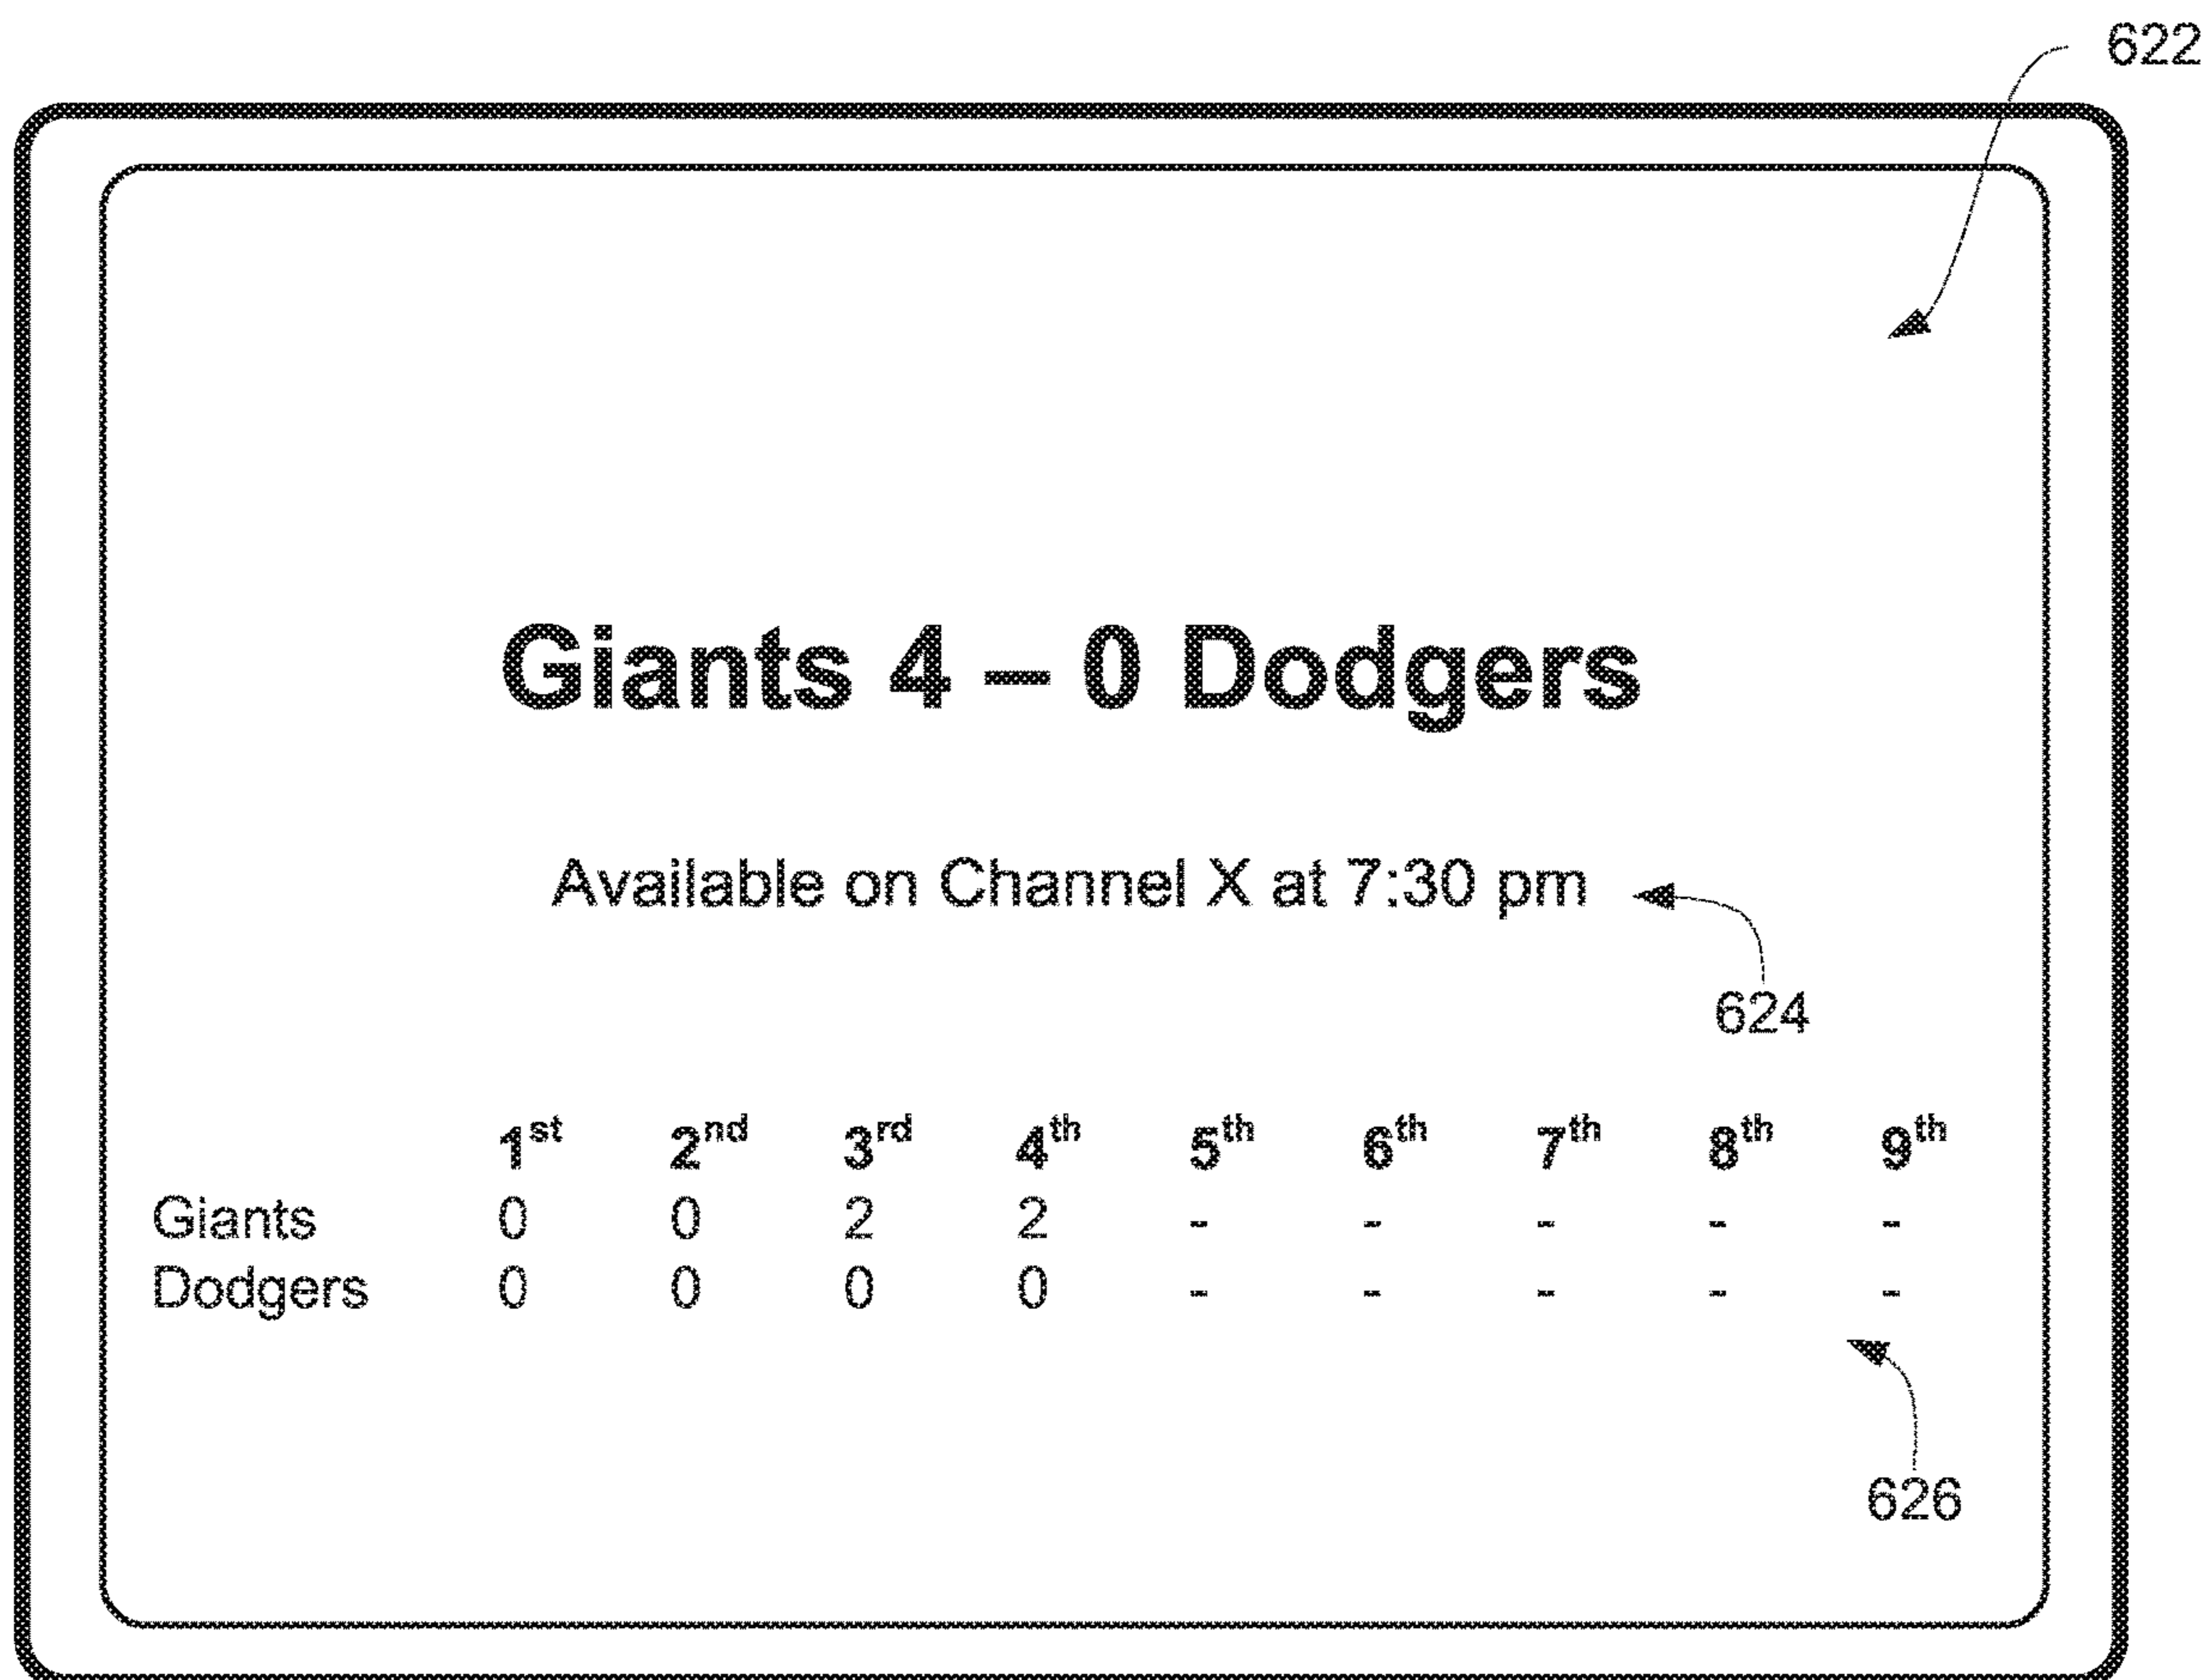 622
Giants 4 – 0 Dodgers
Available on Channel X at 7:30 pm
624
1st 2nd 3rd 4th 5th 6th 7th 8th 9th
Giants 0 0 2 2 - - - - -
Dodgers 0 0 0 0 - - - - -
626